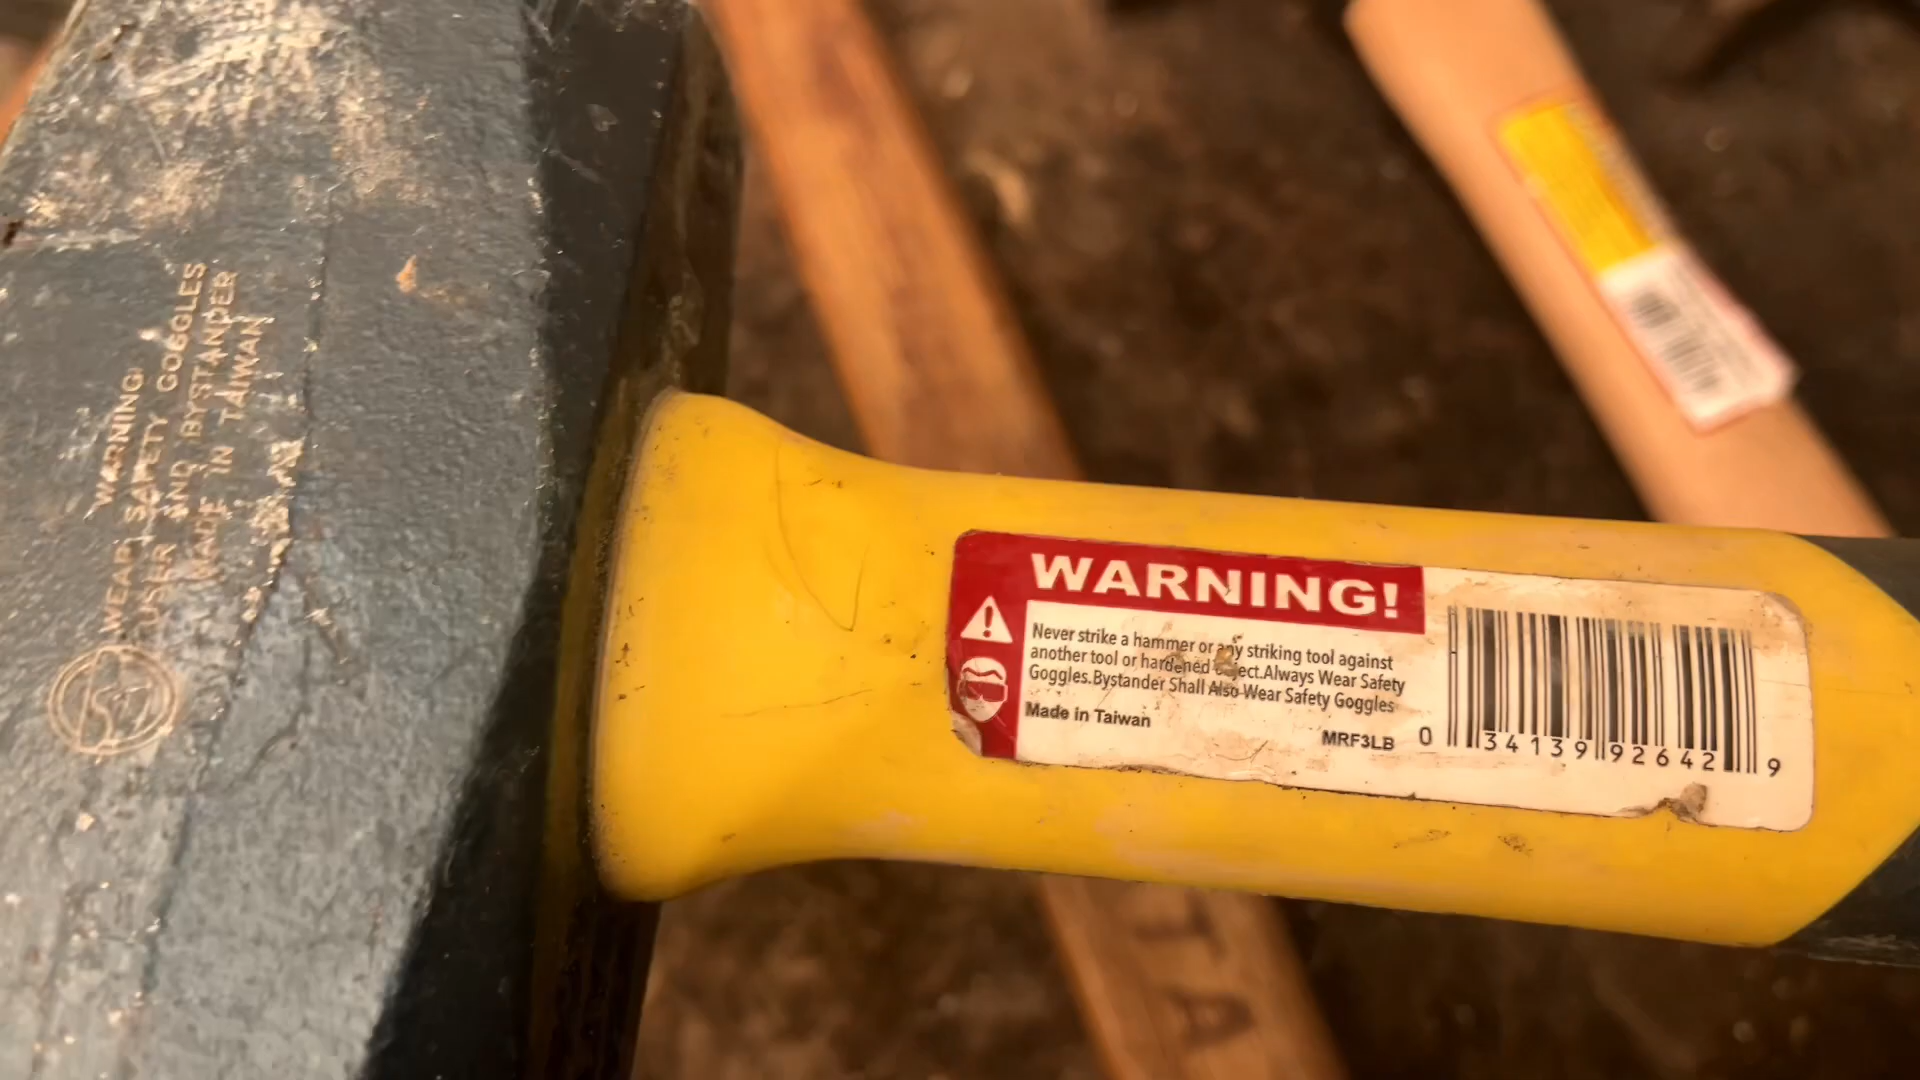 WARNING:
WEAR SAFETY GOGGLES
USER AND BYSTANDER
MADE IN TAIWAN
WARNING!
Never strike a hammer or any striking tool against
another tool or hardened object.Always Wear Safety
Goggles.Bystander Shall Also Wear Safety Goggles
Made in Taiwan
MRF3LB
0 34139 92642 9
TA